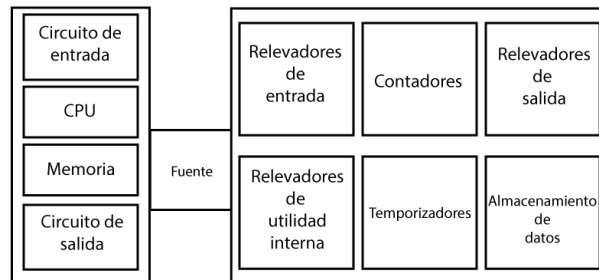 Circuito de
entrada
CPU
Memoria
Circuito de
salida
Fuente
Relevadores
de
entrada
Contadores
Relevadores
de
salida
Relevadores
de
utilidad
interna
Temporizadores
Almacenamiento
de
datos